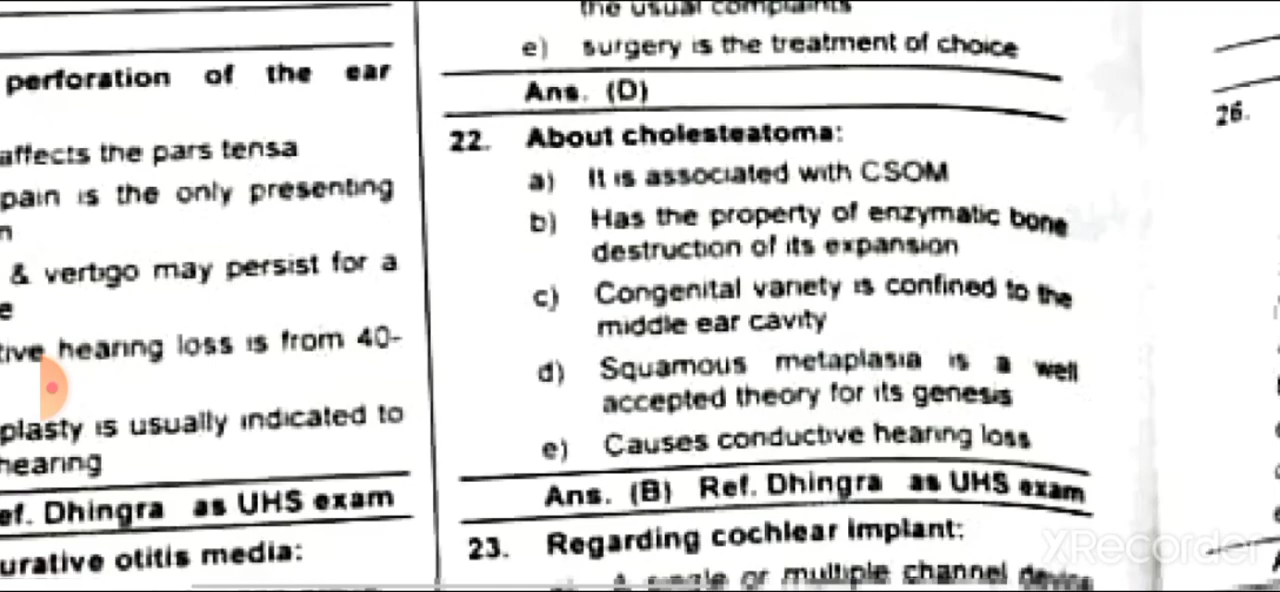 perforation of the ear
affects the pars tensa
pain is the only presenting
n
& vertigo may persist for a
e
tive hearing loss is from 40-
plasty is usually indicated to
hearing
ef. Dhingra as UHS exam
urative otitis media:
the usual complaints
e) surgery is the treatment of choice
Ans. (D)
22. About cholesteatoma:
a) It is associated with CSOM
b) Has the property of enzymatic bone
destruction of its expansion
c) Congenital variety is confined to the
middle ear cavity
d) Squamous metaplasia is a well
accepted theory for its genesis
e) Causes conductive hearing loss
Ans. (B) Ref. Dhingra as UHS exam
23. Regarding cochlear implant:
A single or multiple channel device
26.
XRecorder